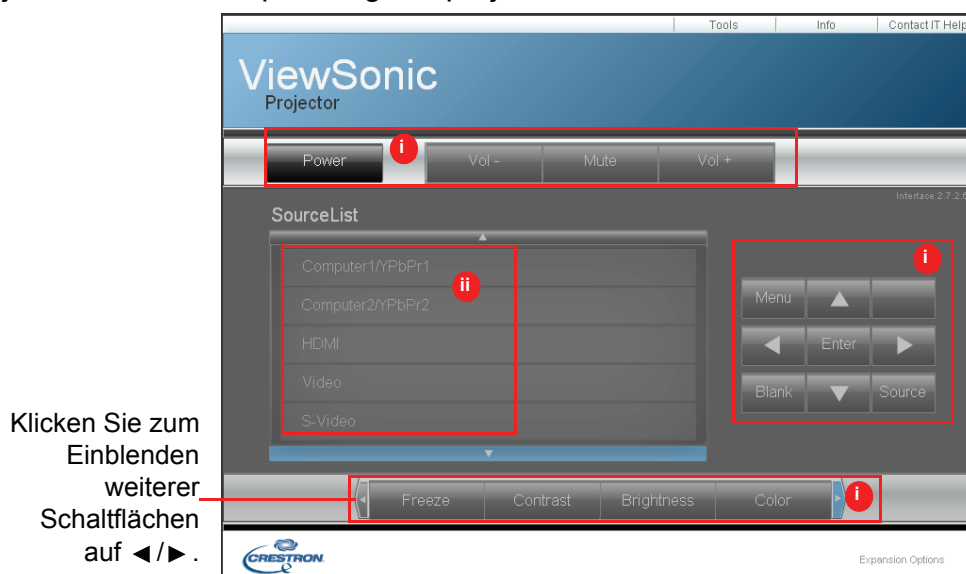 Tools Info Contact IT Help
ViewSonic
Projector
Power i Vol - Mute Vol +
Interface 2.7.2.6
SourceList
i
Computer1/YPbPr1
ii
Computer2/YPbPr2
Menu
HDMI
Enter
Video
Blank Source
S-Video
Klicken Sie zum
Einblenden
weiterer
Schaltflächen
auf ◄/► .
Freeze Contrast Brightness Color i
CRESTRON
Expansion Options